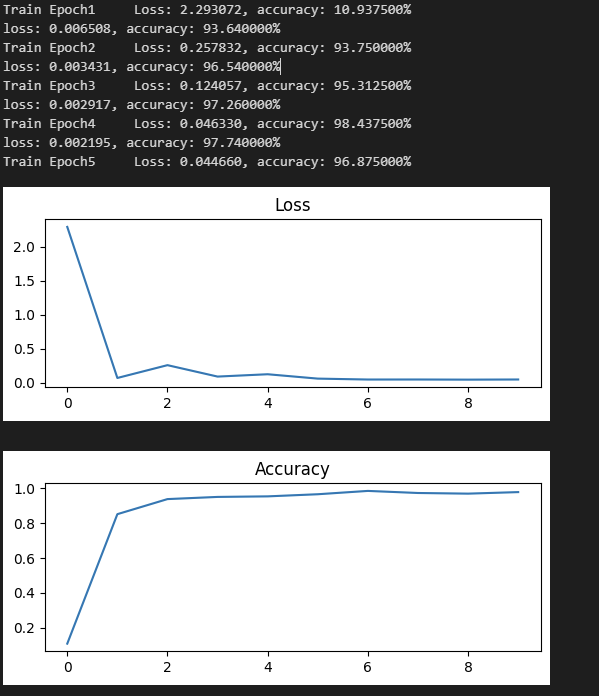 Train Epoch1     Loss: 2.293072, accuracy: 10.937500%
loss: 0.006508, accuracy: 93.640000%
Train Epoch2     Loss: 0.257832, accuracy: 93.750000%
loss: 0.003431, accuracy: 96.540000%
Train Epoch3     Loss: 0.124057, accuracy: 95.312500%
loss: 0.002917, accuracy: 97.260000%
Train Epoch4     Loss: 0.046330, accuracy: 98.437500%
loss: 0.002195, accuracy: 97.740000%
Train Epoch5     Loss: 0.044660, accuracy: 96.875000%
Loss
2.0
1.5
1.0
0.5
0.0
0 2 4 6 8
Accuracy
1.0
0.8
0.6
0.4
0.2
0 2 4 6 8